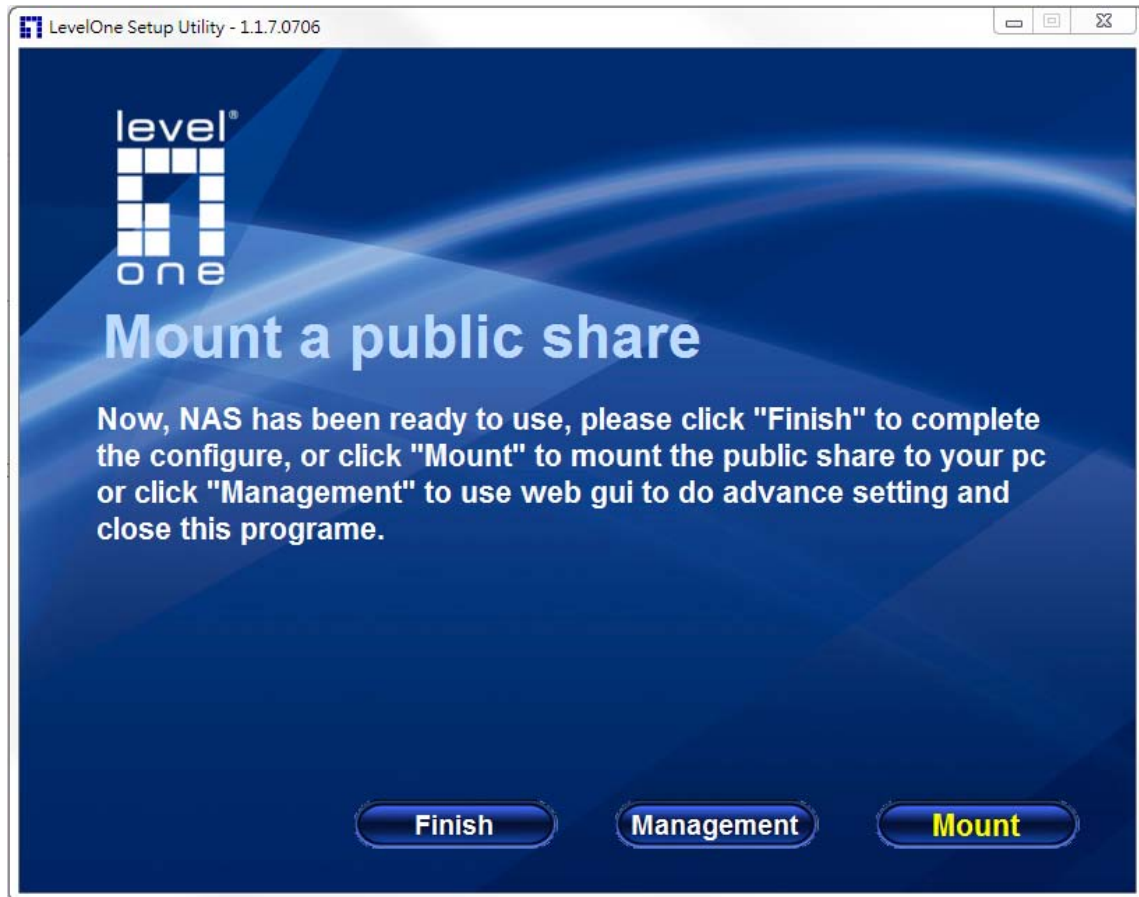 LevelOne Setup Utility - 1.1.7.0706
level®
one
Mount a public share
Now, NAS has been ready to use, please click "Finish" to complete
the configure, or click "Mount" to mount the public share to your pc
or click "Management" to use web gui to do advance setting and
close this programe.
Finish
Management
Mount